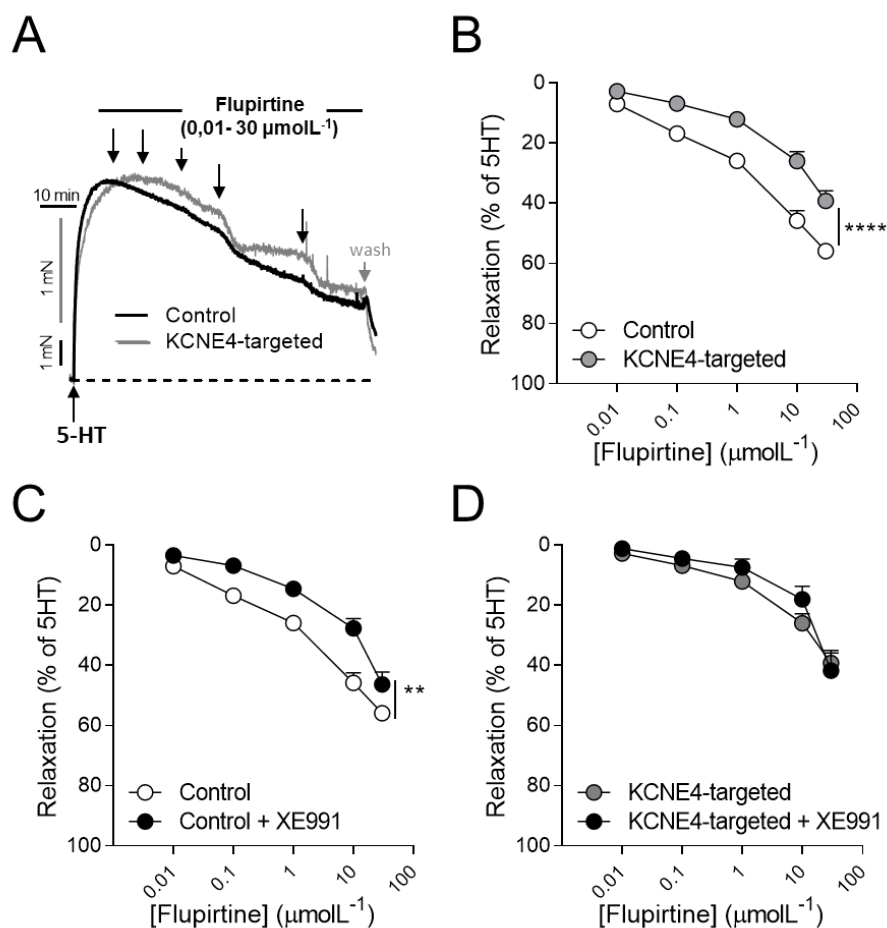 A
Flupirtine
(0,01- 30 µmolL-1)
10 min
1 mN
1 mN
wash
Control
KCNE4-targeted
5-HT
B
Relaxation (% of 5HT)
0
20
40
60
80
100
****
Control
KCNE4-targeted
0.01
0.1
1
10
100
[Flupirtine] (µmolL-1)
C
Relaxation (% of 5HT)
0
20
40
60
80
100
**
Control
Control + XE991
0.01
0.1
1
10
100
[Flupirtine] (µmolL-1)
D
Relaxation (% of 5HT)
0
20
40
60
80
100
KCNE4-targeted
KCNE4-targeted + XE991
0.01
0.1
1
10
100
[Flupirtine] (µmolL-1)